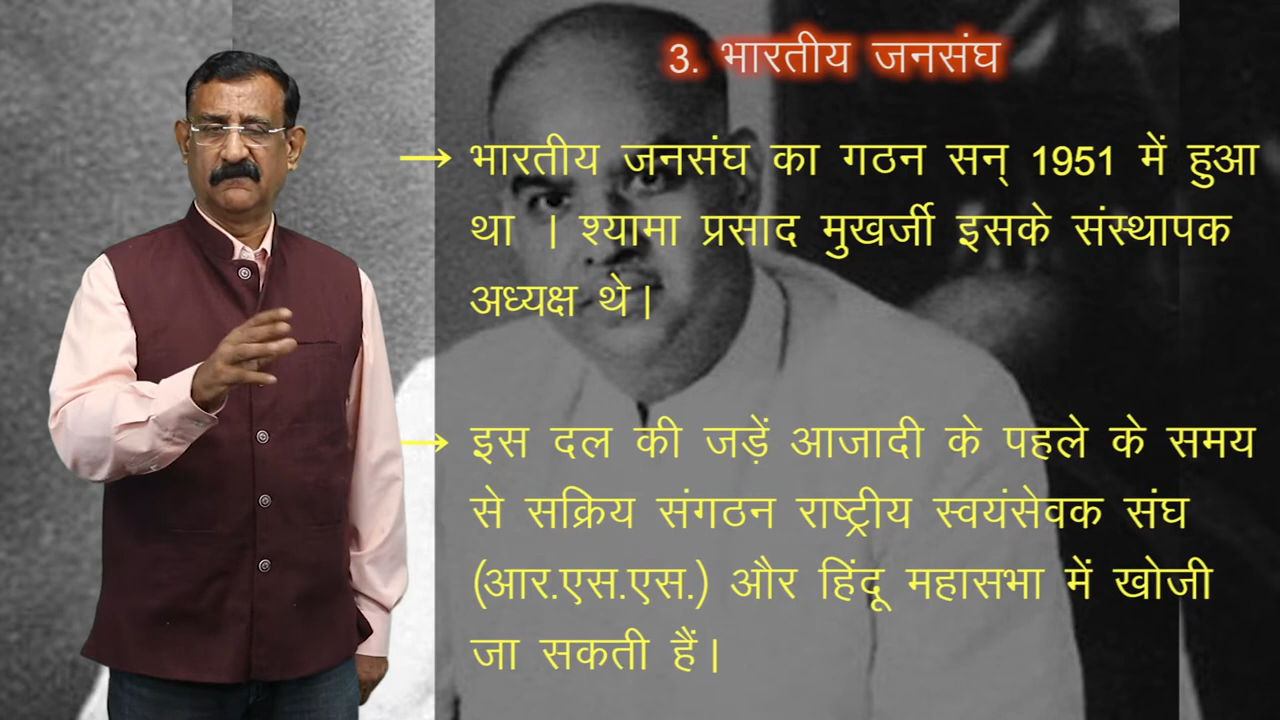 3. भारतीय जनसंघ
→ भारतीय जनसंघ का गठन सन् 1951 में हुआ
था । श्यामा प्रसाद मुखर्जी इसके संस्थापक
अध्यक्ष थे।
→ इस दल की जड़ें आजादी के पहले के समय
से सक्रिय संगठन राष्ट्रीय स्वयंसेवक संघ
(आर.एस.एस.) और हिंदू महासभा में खोजी
जा सकती हैं।